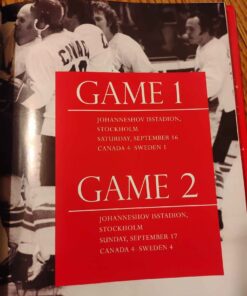 CANAD
GAME 1
JOHANNESHOV ISSTADION,
STOCKHOLM,
SATURDAY, SEPTEMBER 16
CANADA 4 SWEDEN 1
GAME 2
JOHANNESHOV ISSTADION,
STOCKHOLM
SUNDAY, SEPTEMBER 17
CANADA 4 SWEDEN 4